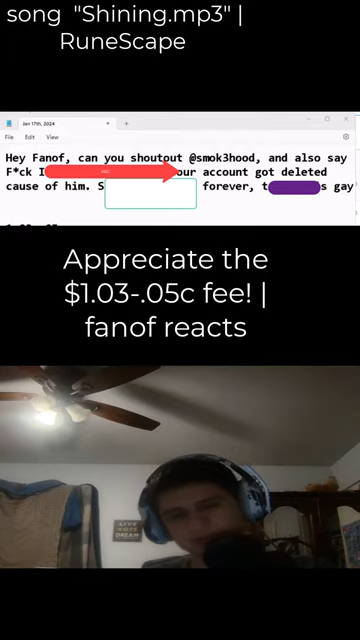 song "Shining.mp3" |
RuneScape
Jan 17th, 2024
File Edit View
Hey Fanof, can you shoutout @smok3hood, and also say
F*ck I our account got deleted
cause of him. S forever, t s gay
Appreciate the
$1.03-.05c fee! |
fanof reacts
LIVE
DREAM